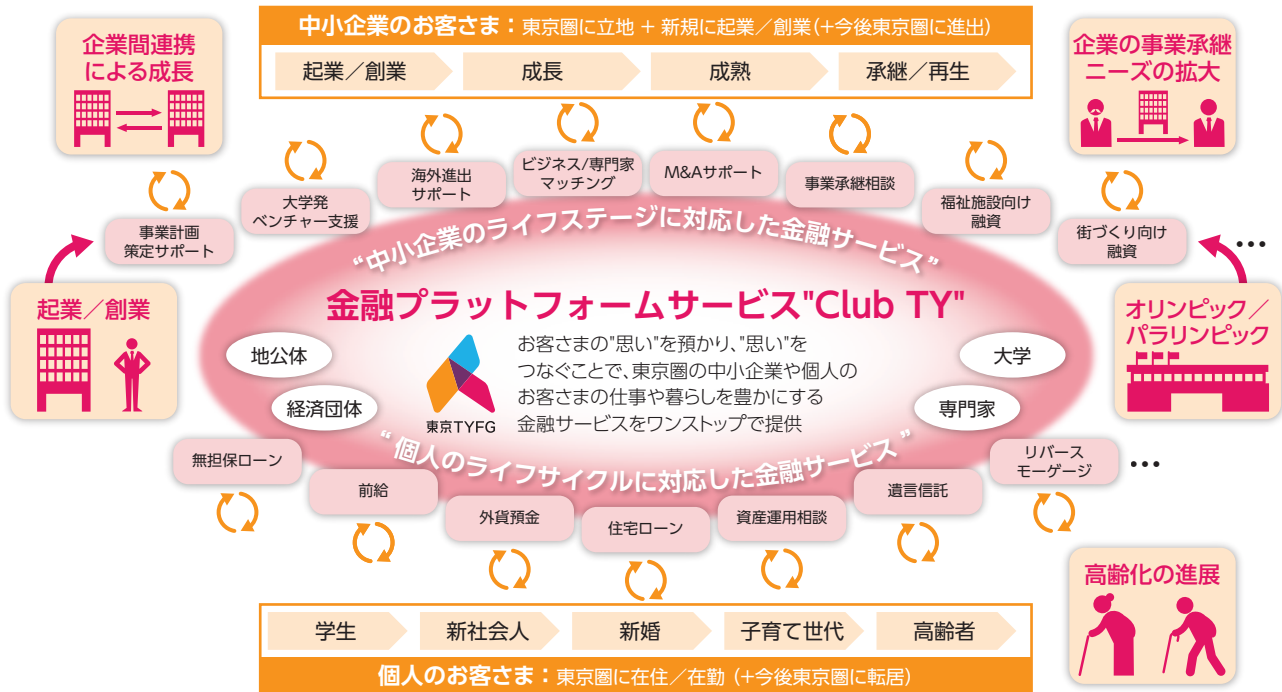 中小企業のお客さま：東京圏に立地 + 新規に起業／創業（+今後東京圏に進出）
起業／創業
成長
成熟
承継／再生
企業間連携
による成長
企業の事業承継
ニーズの拡大
事業計画
策定サポート
大学発
ベンチャー支援
海外進出
サポート
ビジネス/専門家
マッチング
M&Aサポート
事業承継相談
福祉施設向け
融資
街づくり向け
融資
…
"中小企業のライフステージに対応した金融サービス"
起業／創業
オリンピック／
パラリンピック
金融プラットフォームサービス"Club TY"
地公体
経済団体
大学
専門家
東京TYFG
お客さまの"思い"を預かり、"思い"を
つなぐことで、東京圏の中小企業や個人の
お客さまの仕事や暮らしを豊かにする
金融サービスをワンストップで提供
"個人のライフサイクルに対応した金融サービス"
無担保ローン
前給
外貨預金
住宅ローン
資産運用相談
遺言信託
リバース
モーゲージ
…
高齢化の進展
学生
新社会人
新婚
子育て世代
高齢者
個人のお客さま：東京圏に在住／在勤（+今後東京圏に転居）